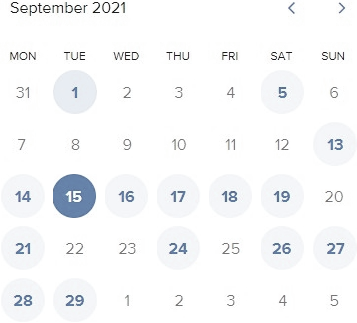 September 2021
MON TUE WED THU FRI SAT SUN
31 1 2 3 4 5 6
7 8 9 10 11 12 13
14 15 16 17 18 19 20
21 22 23 24 25 26 27
28 29 1 2 3 4 5